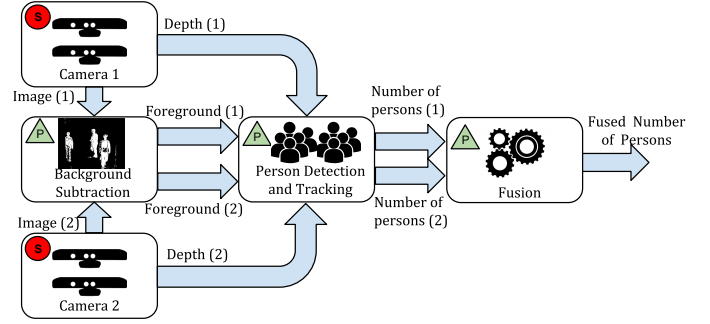 S
Depth (1)
Camera 1
Image (1)
Foreground (1)
Number of
persons (1)
P
Background
Subtraction
P
Person Detection
and Tracking
P
Fusion
Fused Number
of Persons
Image (2)
Foreground (2)
Number of
persons (2)
S
Depth (2)
Camera 2